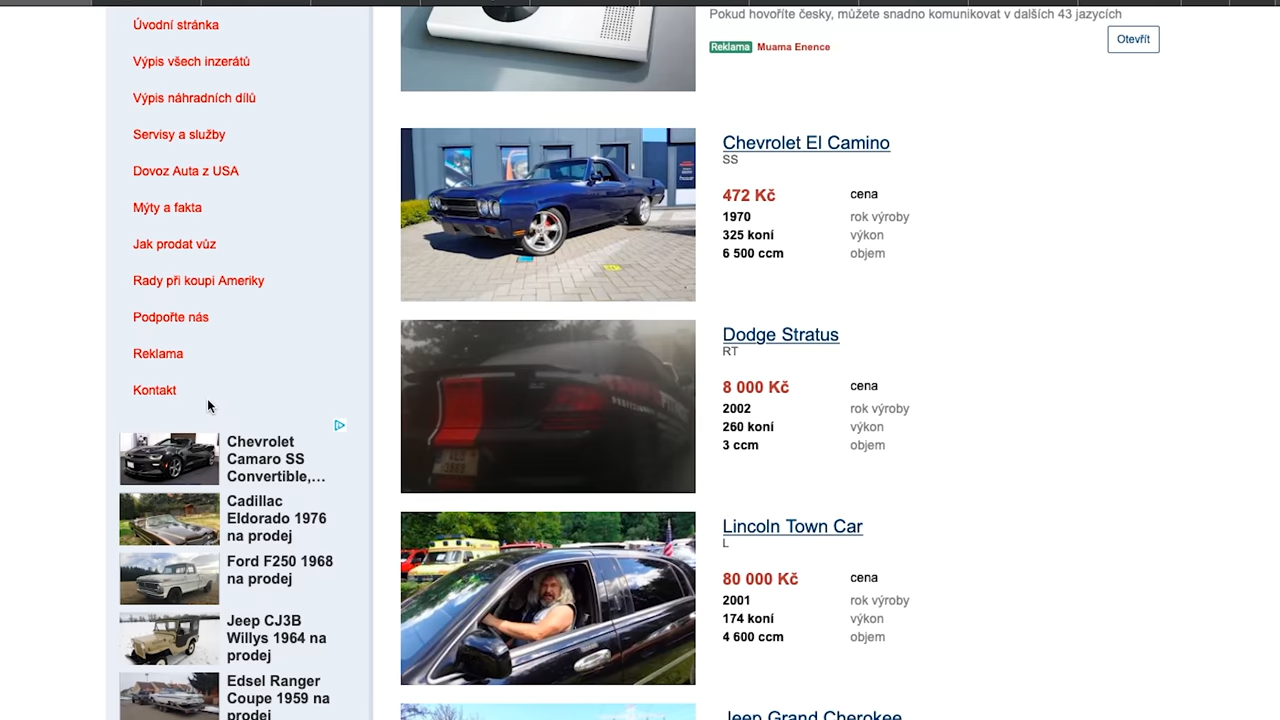 Úvodní stránka
Výpis všech inzerátů
Výpis náhradních dílů
Servisy a služby
Dovoz Auta z USA
Mýty a fakta
Jak prodat vůz
Rady při koupi Ameriky
Podpořte nás
Reklama
Kontakt
Chevrolet
Camaro SS
Convertible,...
Cadillac
Eldorado 1976
na prodej
Ford F250 1968
na prodej
Jeep CJ3B
Willys 1964 na
prodej
Edsel Ranger
Coupe 1959 na
prodej
Pokud hovoříte česky, můžete snadno komunikovat v dalších 43 jazycích
Reklama Muama Enence
Otevřít
Chevrolet El Camino
SS
472 Kč cena
1970 rok výroby
325 koní výkon
6 500 ccm objem
Dodge Stratus
RT
8 000 Kč cena
2002 rok výroby
260 koní výkon
3 ccm objem
Lincoln Town Car
L
80 000 Kč cena
2001 rok výroby
174 koní výkon
4 600 ccm objem
Jeep Grand Cherokee